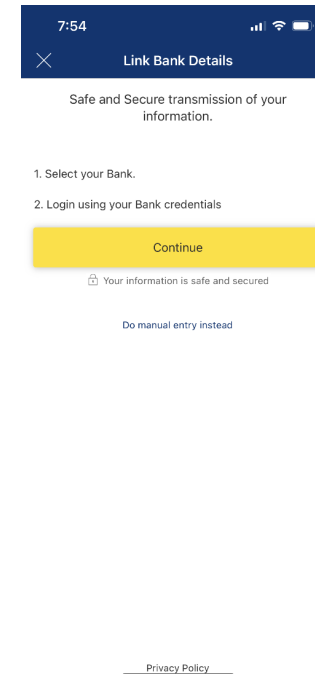 7:54
Link Bank Details
Safe and Secure transmission of your
information.
1. Select your Bank.
2. Login using your Bank credentials
Continue
Your information is safe and secured
Do manual entry instead
Privacy Policy